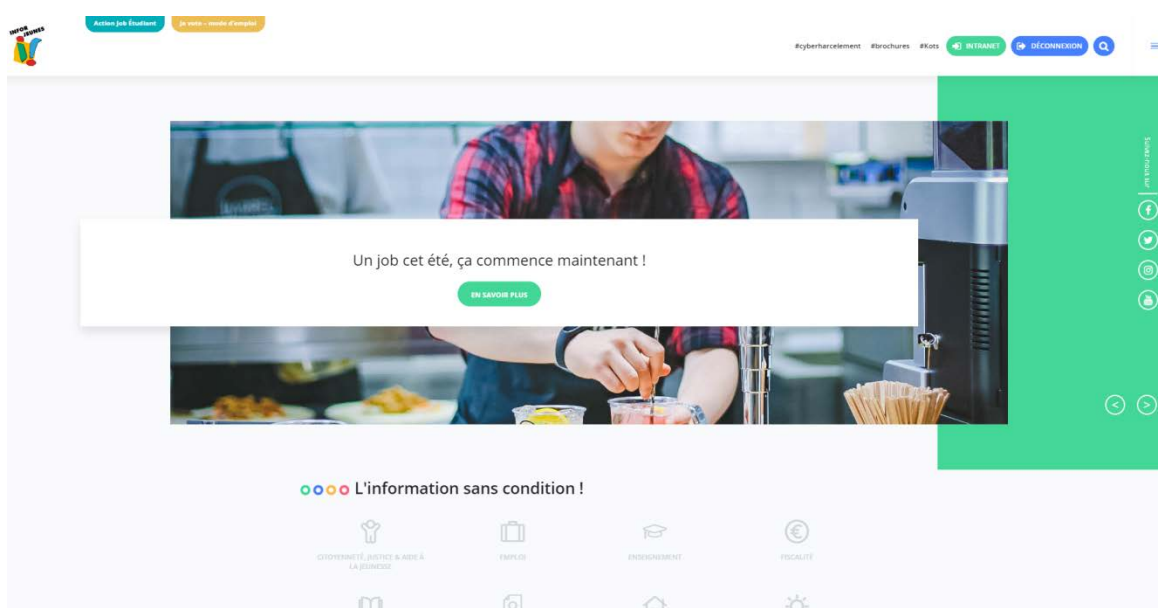 INFOR
JEUNES
Action Job Étudiant
Je vote - mode d'emploi
#cyberharcelement #brochures #Kots INTRANET DÉCONNEXION
Suivez-nous sur
Un job cet été, ça commence maintenant !
EN SAVOIR PLUS
L'information sans condition !
CITOYENNETÉ, JUSTICE & AIDE À
LA JEUNESSE
EMPLOI
ENSEIGNEMENT
FISCALITÉ